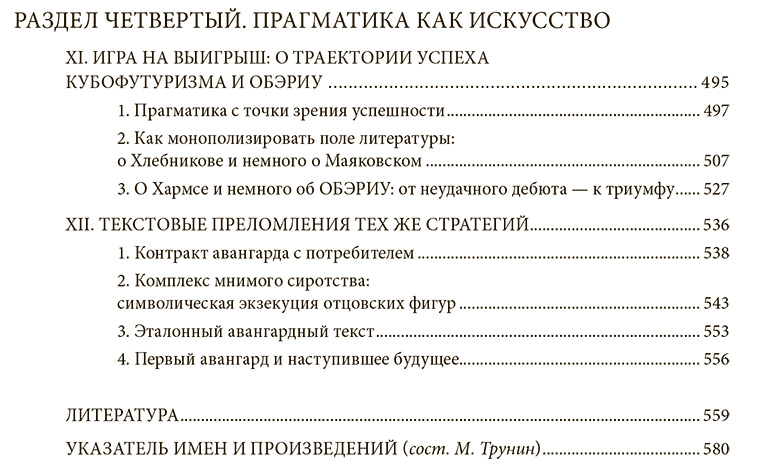 РАЗДЕЛ ЧЕТВЕРТЫЙ. ПРАГМАТИКА КАК ИСКУССТВО
XI. ИГРА НА ВЫИГРЫШ: О ТРАЕКТОРИИ УСПЕХА
КУБОФУТУРИЗМА И ОБЭРИУ ........................................................ 495
1. Прагматика с точки зрения успешности................................................ 497
2. Как монополизировать поле литературы:
о Хлебникове и немного о Маяковском .................................................... 507
3. О Хармсе и немного об ОБЭРИУ: от неудачного дебюта — к триумфу...... 527
XII. ТЕКСТОВЫЕ ПРЕЛОМЛЕНИЯ ТЕХ ЖЕ СТРАТЕГИЙ.................................. 536
1. Контракт авангарда с потребителем ...................................................... 538
2. Комплекс мнимого сиротства:
символическая экзекуция отцовских фигур ............................................... 543
3. Эталонный авангардный текст.............................................................. 553
4. Первый авангард и наступившее будущее............................................... 556
ЛИТЕРАТУРА........................................................................................ 559
УКАЗАТЕЛЬ ИМЕН И ПРОИЗВЕДЕНИЙ (сост. М. Трунин)................................ 580